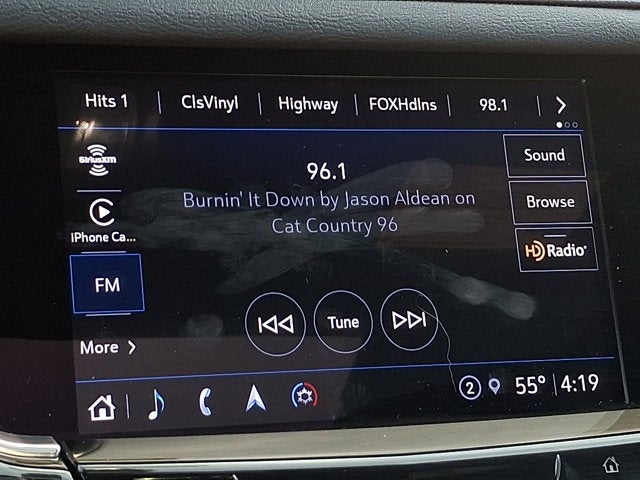 Hits 1 ClsVinyl Highway FOXHdlns 98.1
SiriusXM
iPhone Ca...
FM
More
96.1
Burnin' It Down by Jason Aldean on
Cat Country 96
Tune
Sound
Browse
HD Radio
2 55° 4:19